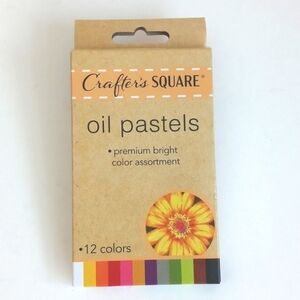 Crafter's SQUARE®
oil pastels
• premium bright
color assortment
• 12 colors